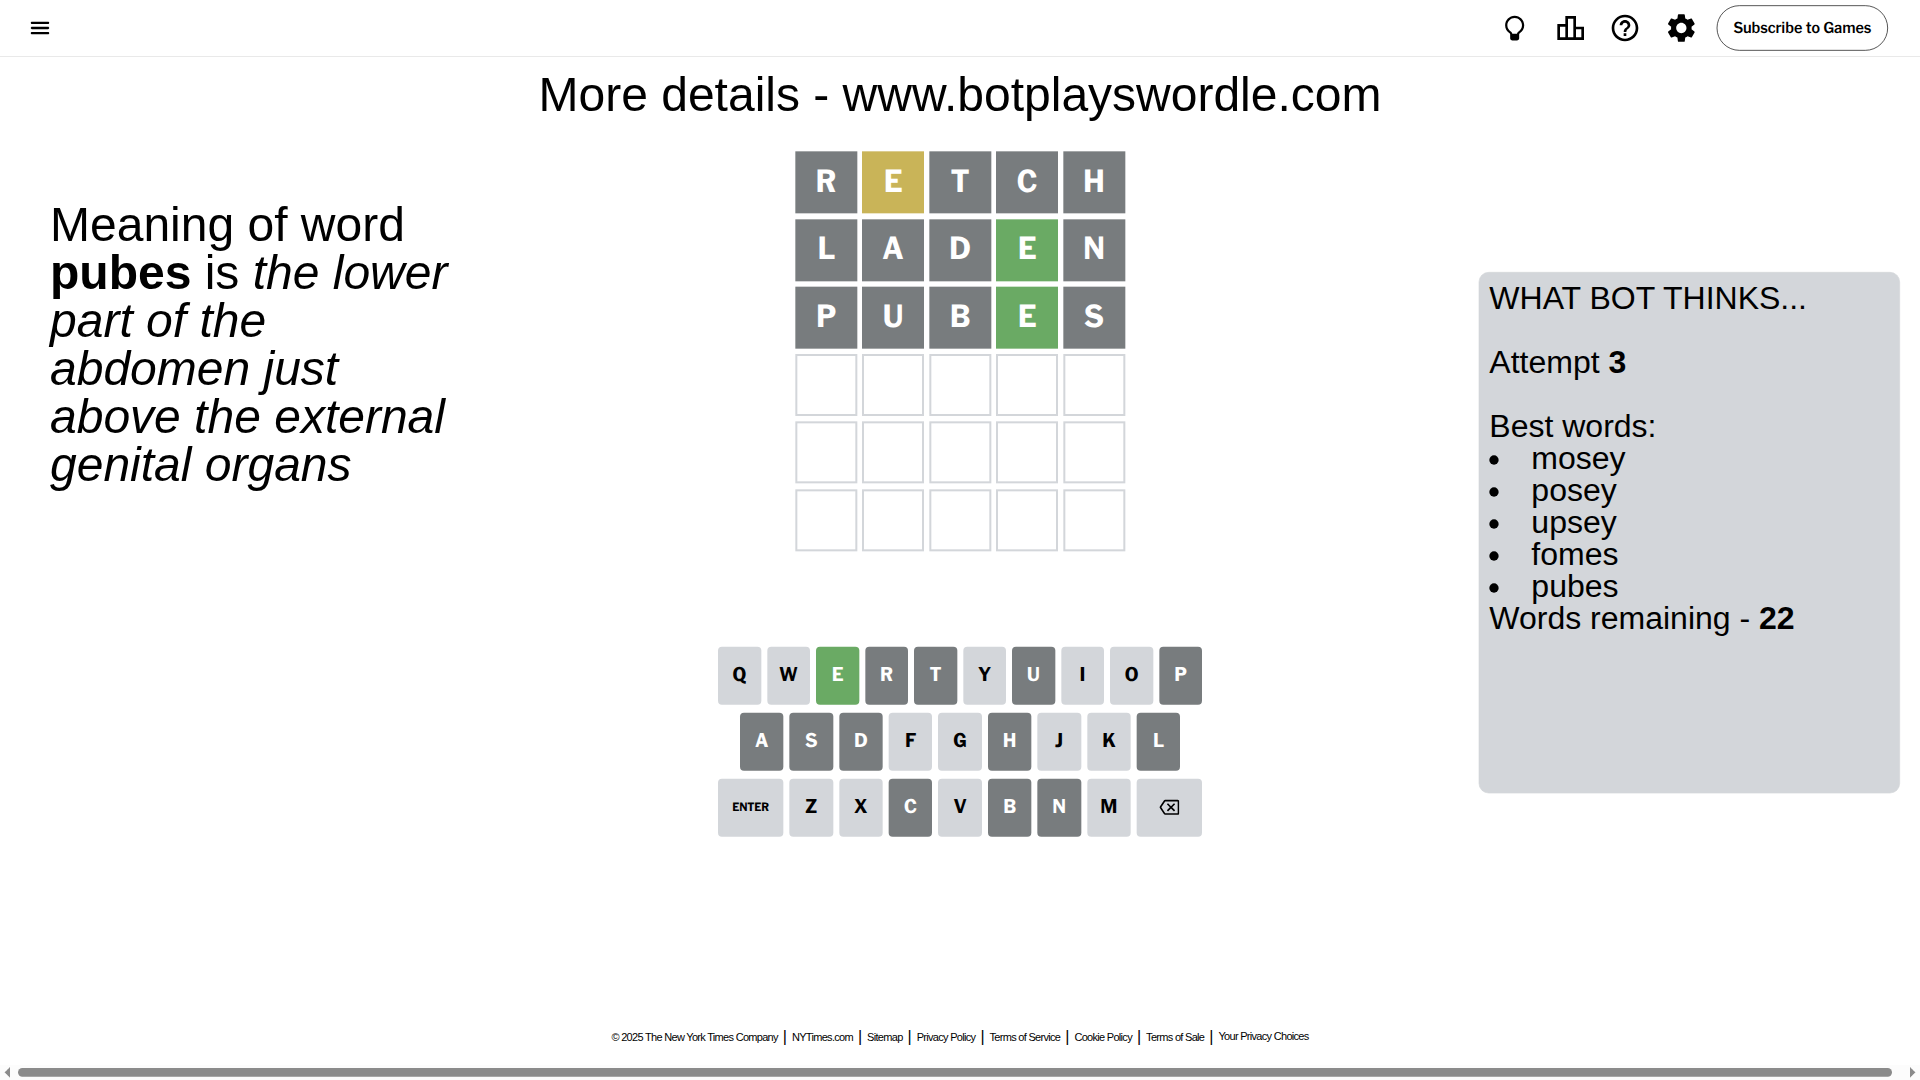 Subscribe to Games
More details - www.botplayswordle.com
Meaning of word
pubes is the lower
part of the
abdomen just
above the external
genital organs
R E T C H
L A D E N
P U B E S
WHAT BOT THINKS...
Attempt 3
Best words:
• mosey
• posey
• upsey
• fomes
• pubes
Words remaining - 22
Q W E R T Y U I O P
A S D F G H J K L
ENTER Z X C V B N M
© 2025 The New York Times Company | NYTimes.com | Sitemap | Privacy Policy | Terms of Service | Cookie Policy | Terms of Sale | Your Privacy Choices